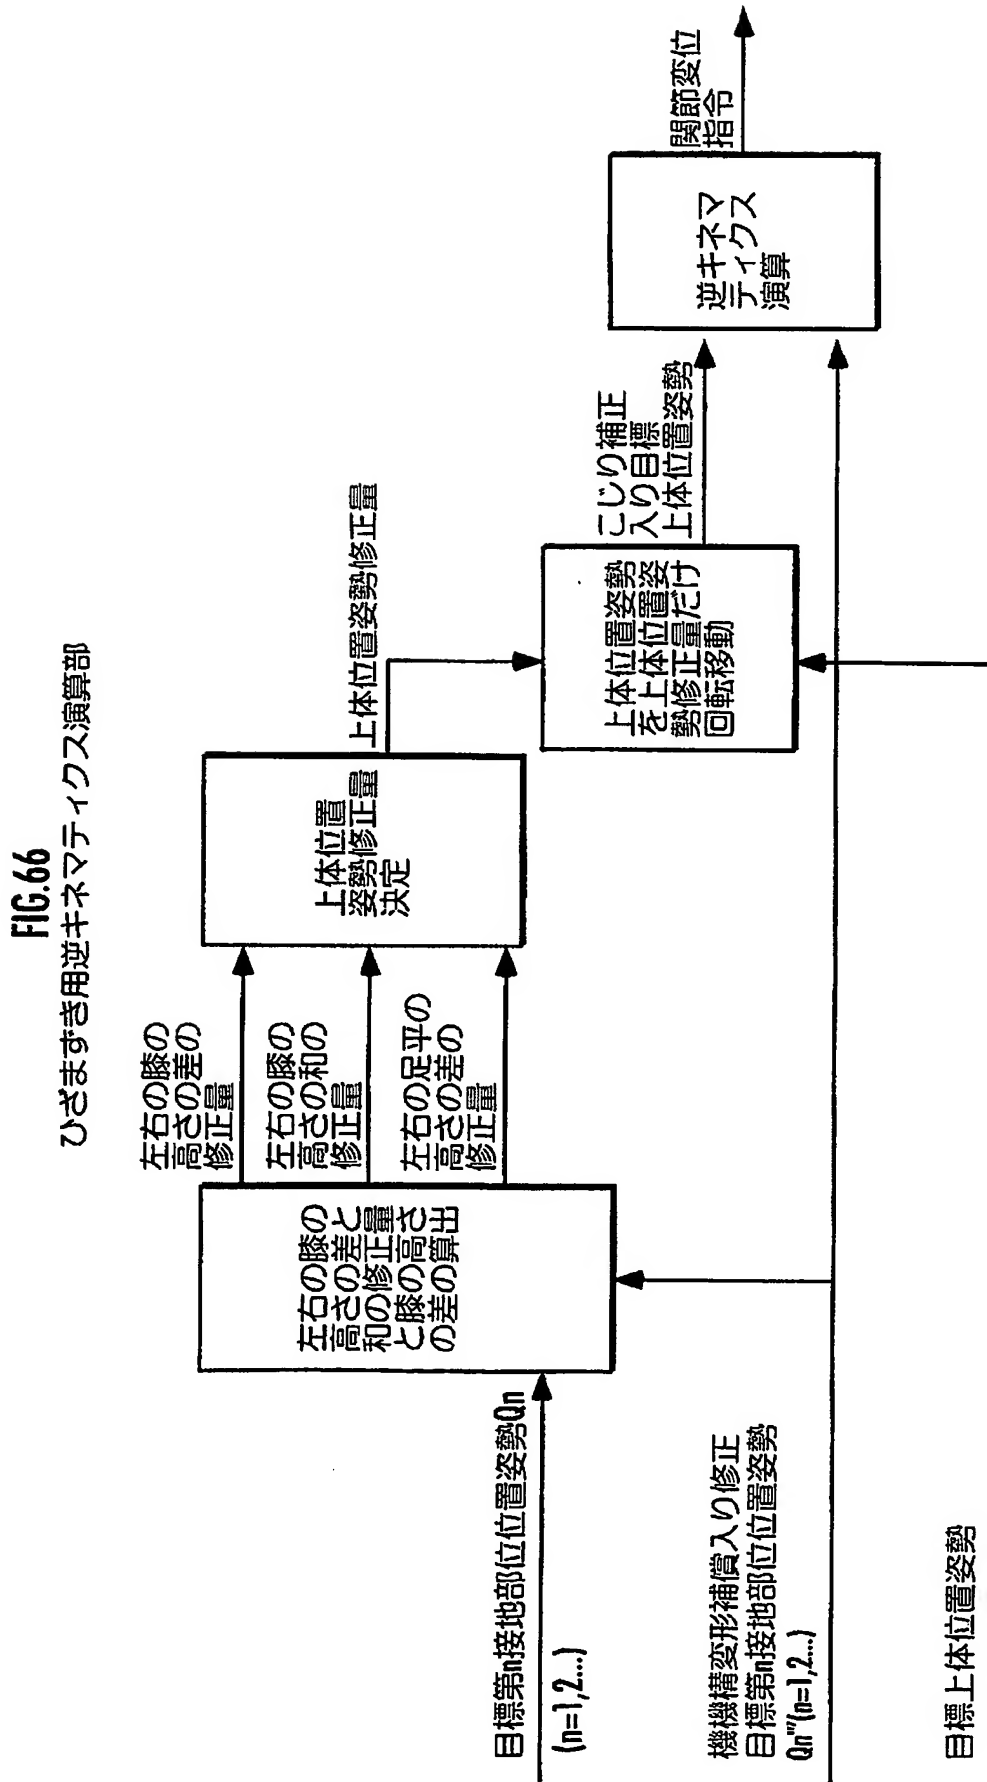 FIG.66
ひざまずき用逆キネマティクス演算部
目標第n接地部位位置姿勢Qn
(n=1,2...)
機機構変形補償入り修正
目標第n接地部位位置姿勢
Qn'''(n=1,2...)
目標上体位置姿勢
左右の膝の
高さの差と
和の修正量
と膝の高さ
の差の算出
左右の膝の
高さの差の
修正量
左右の膝の
高さの和の
修正量
左右の足平の
高さの差の
修正量
上体位置
姿勢修正量
決定
上体位置姿勢修正量
上体位置姿勢
を上体位置姿
勢修正量だけ
回転移動
こじり補正
入り目標
上体位置姿勢
逆キネマ
ティクス
演算
関節変位
指令